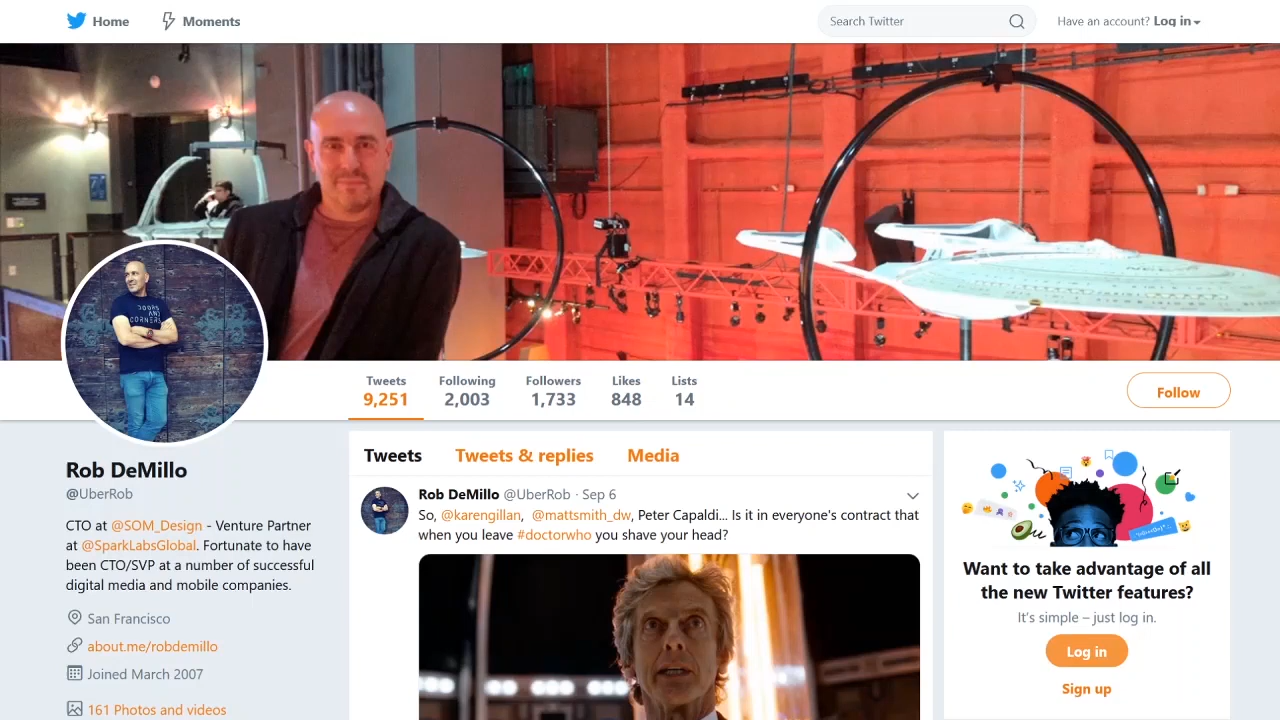 Home
Moments
Search Twitter
Have an account? Log in
Tweets
9,251
Following
2,003
Followers
1,733
Likes
848
Lists
14
Follow
DOORS
AND
CORNERS
Rob DeMillo
@UberRob
CTO at @SOM_Design - Venture Partner
at @SparkLabsGlobal. Fortunate to have
been CTO/SVP at a number of successful
digital media and mobile companies.
San Francisco
about.me/robdemillo
Joined March 2007
161 Photos and videos
Tweets
Tweets & replies
Media
Rob DeMillo @UberRob · Sep 6
So, @karengillan, @mattsmith_dw, Peter Capaldi... Is it in everyone's contract that
when you leave #doctorwho you shave your head?
Want to take advantage of all
the new Twitter features?
It's simple – just log in.
Log in
Sign up